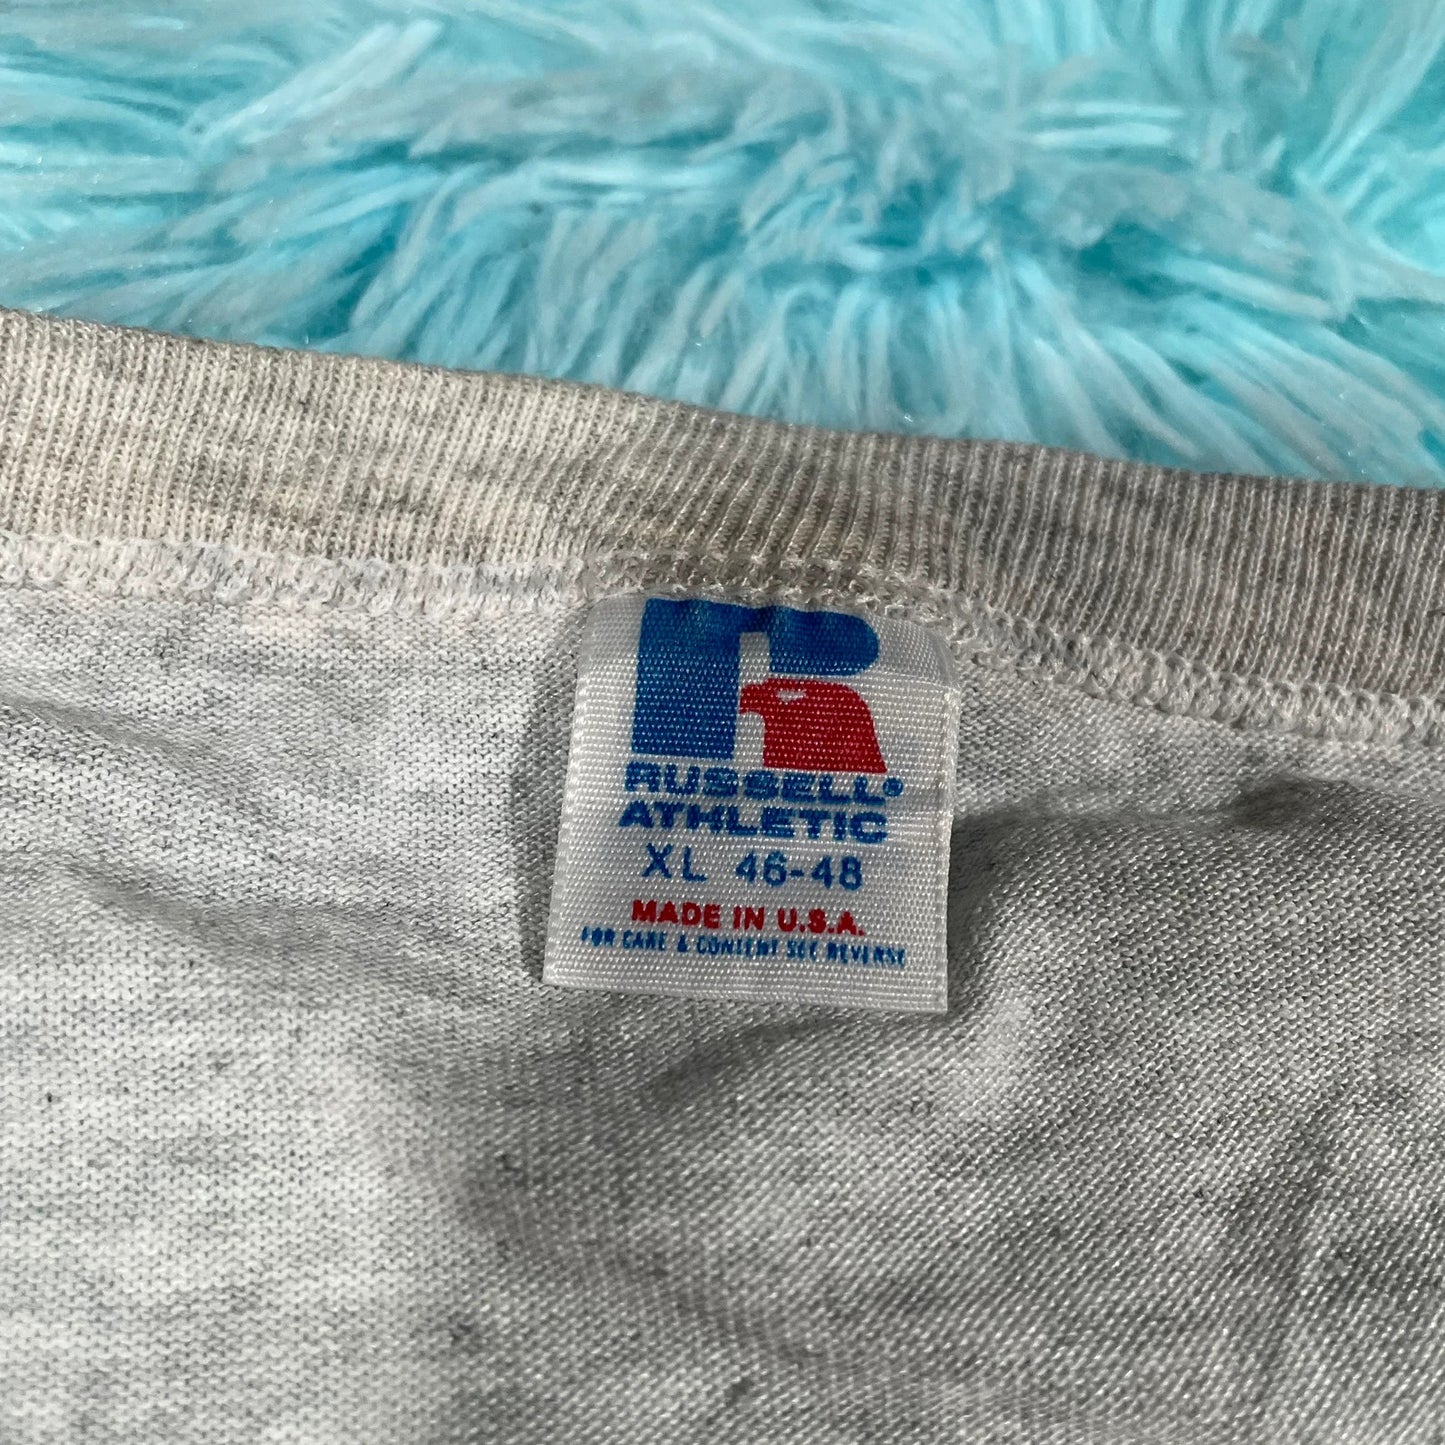 R
RUSSELL®
ATHLETIC
XL 46-48
MADE IN U.S.A.
FOR CARE & CONTENT SEE REVERSE